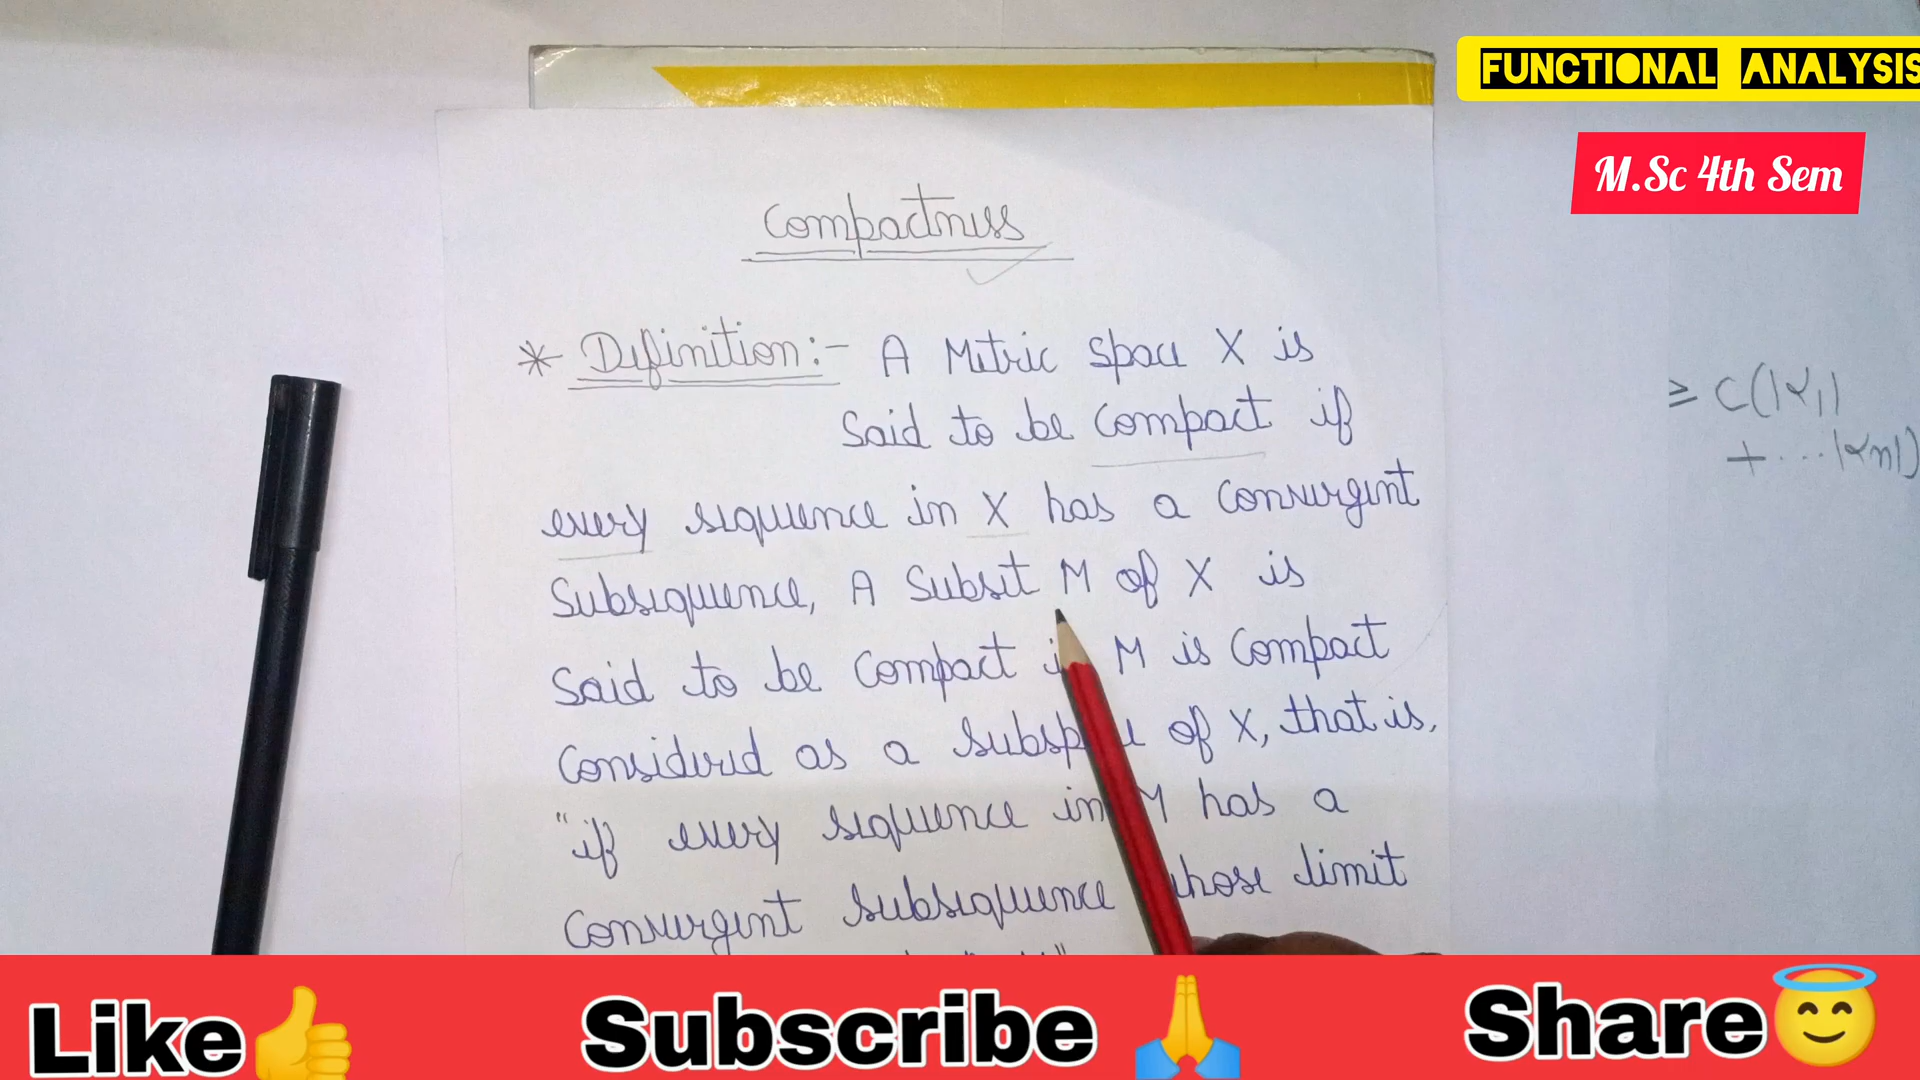 FUNCTIONAL ANALYSIS
M.Sc 4th Sem
Compactness
* Definition:- A Metric space X is
Said to be Compact if
every sequence in X has a Convergent
Subsequence, A Subset M of X is
Said to be Compact M is Compact
Considered as a of X, that is,
"if every sequence in M has a
Convergent subsequence whose limit
≥ C(|α1|
+...|αn|)
Like👍
Subscribe 🙏
Share😇